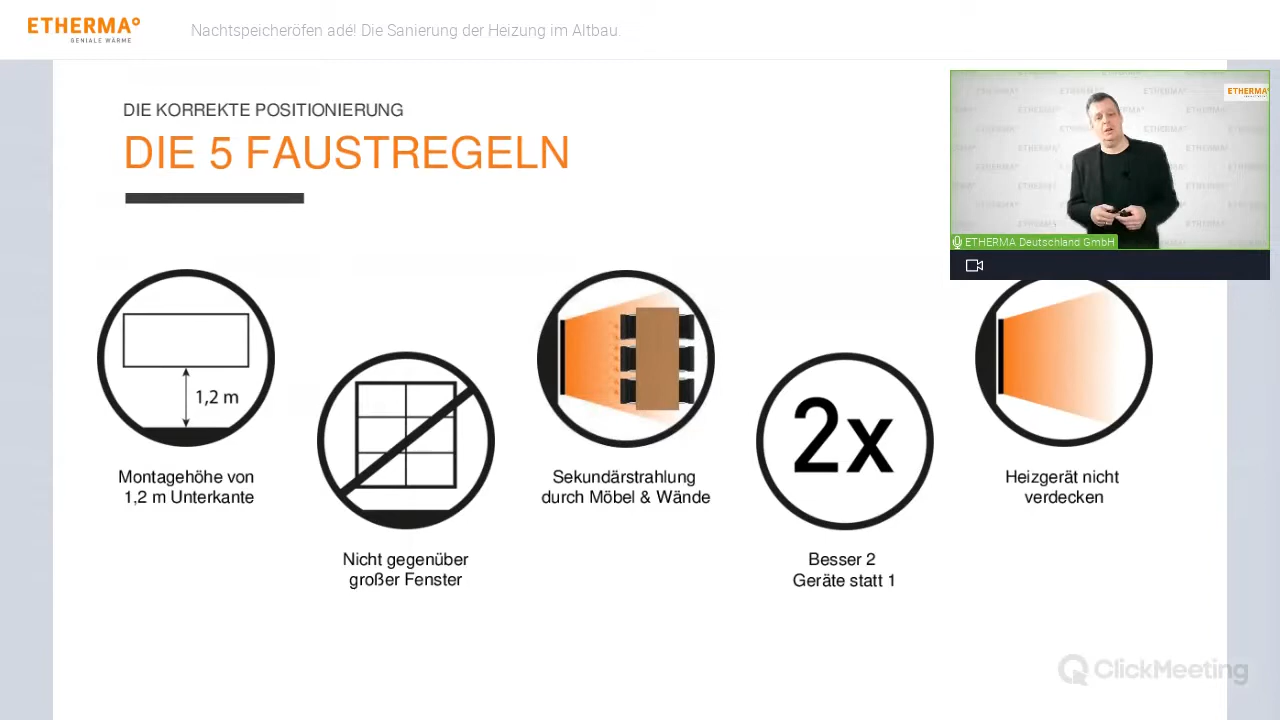 ETHERMA°
GENIALE WÄRME
Nachtspeicheröfen adé! Die Sanierung der Heizung im Altbau.
DIE KORREKTE POSITIONIERUNG
DIE 5 FAUSTREGELN
ETHERMA°
ETHERMA Deutschland GmbH
1,2 m
2x
Montagehöhe von
1,2 m Unterkante
Sekundärstrahlung
durch Möbel & Wände
Heizgerät nicht
verdecken
Nicht gegenüber
großer Fenster
Besser 2
Geräte statt 1
ClickMeeting